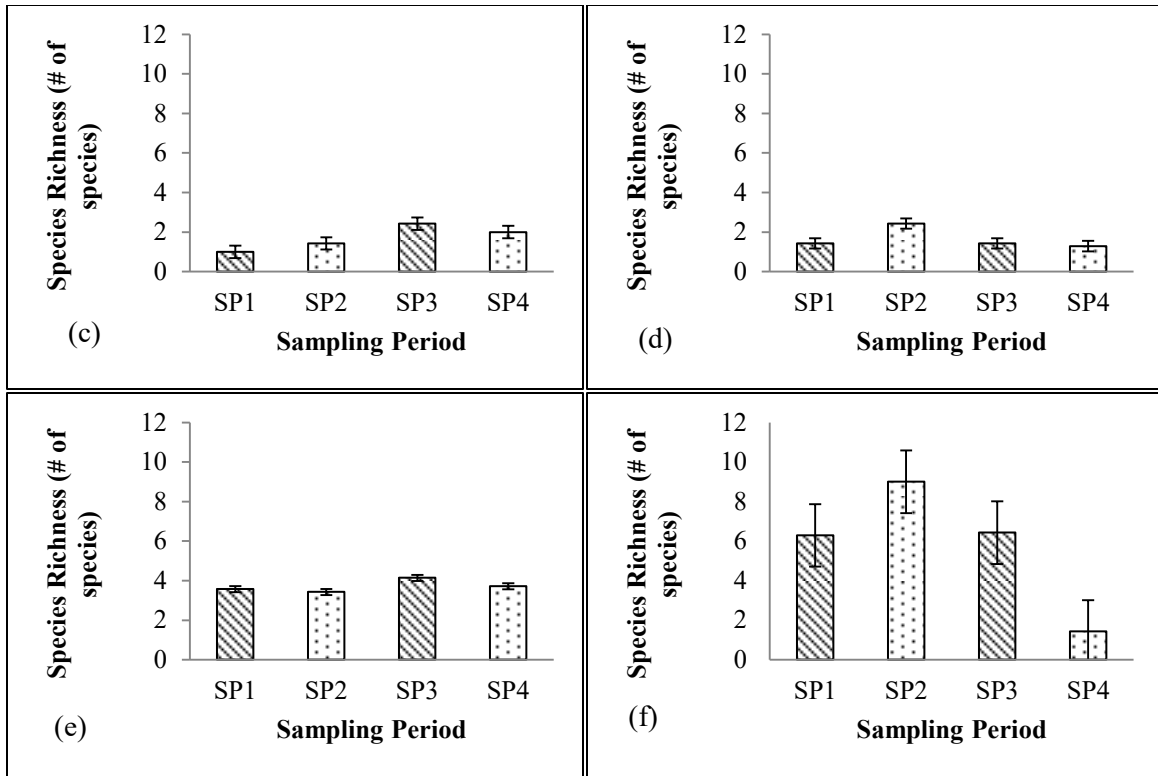 Species Richness (# of
species)
12
10
8
6
4
2
0
SP1 SP2 SP3 SP4
Sampling Period
(c)
Species Richness (# of
species)
12
10
8
6
4
2
0
SP1 SP2 SP3 SP4
Sampling Period
(d)
Species Richness (# of
species)
12
10
8
6
4
2
0
SP1 SP2 SP3 SP4
Sampling Period
(e)
Species Richness (# of
species)
12
10
8
6
4
2
0
SP1 SP2 SP3 SP4
Sampling Period
(f)